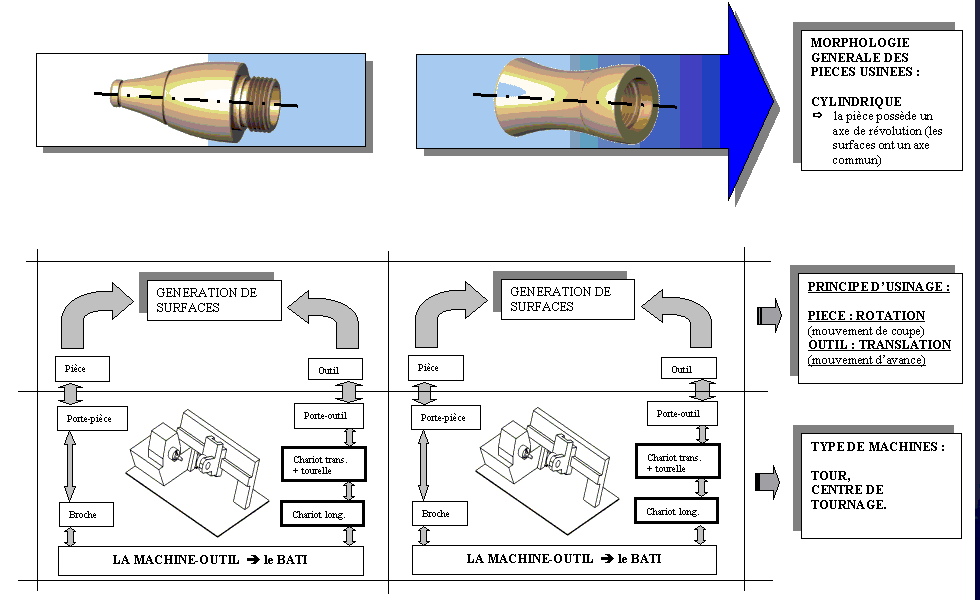 MORPHOLOGIE
GENERALE DES
PIECES USINEES :
CYLINDRIQUE
⇨ la pièce possède un
axe de révolution (les
surfaces ont un axe
commun)
GENERATION DE
SURFACES
GENERATION DE
SURFACES
PRINCIPE D'USINAGE :
PIECE : ROTATION
(mouvement de coupe)
OUTIL : TRANSLATION
(mouvement d'avance)
Pièce
Outil
Pièce
Outil
Porte-pièce
Porte-outil
Porte-pièce
Porte-outil
Chariot trans.
+ tourelle
Chariot trans.
+ tourelle
TYPE DE MACHINES :
TOUR,
CENTRE DE
TOURNAGE.
Broche
Chariot long.
Broche
Chariot long.
LA MACHINE-OUTIL ➔ le BATI
LA MACHINE-OUTIL ➔ le BATI